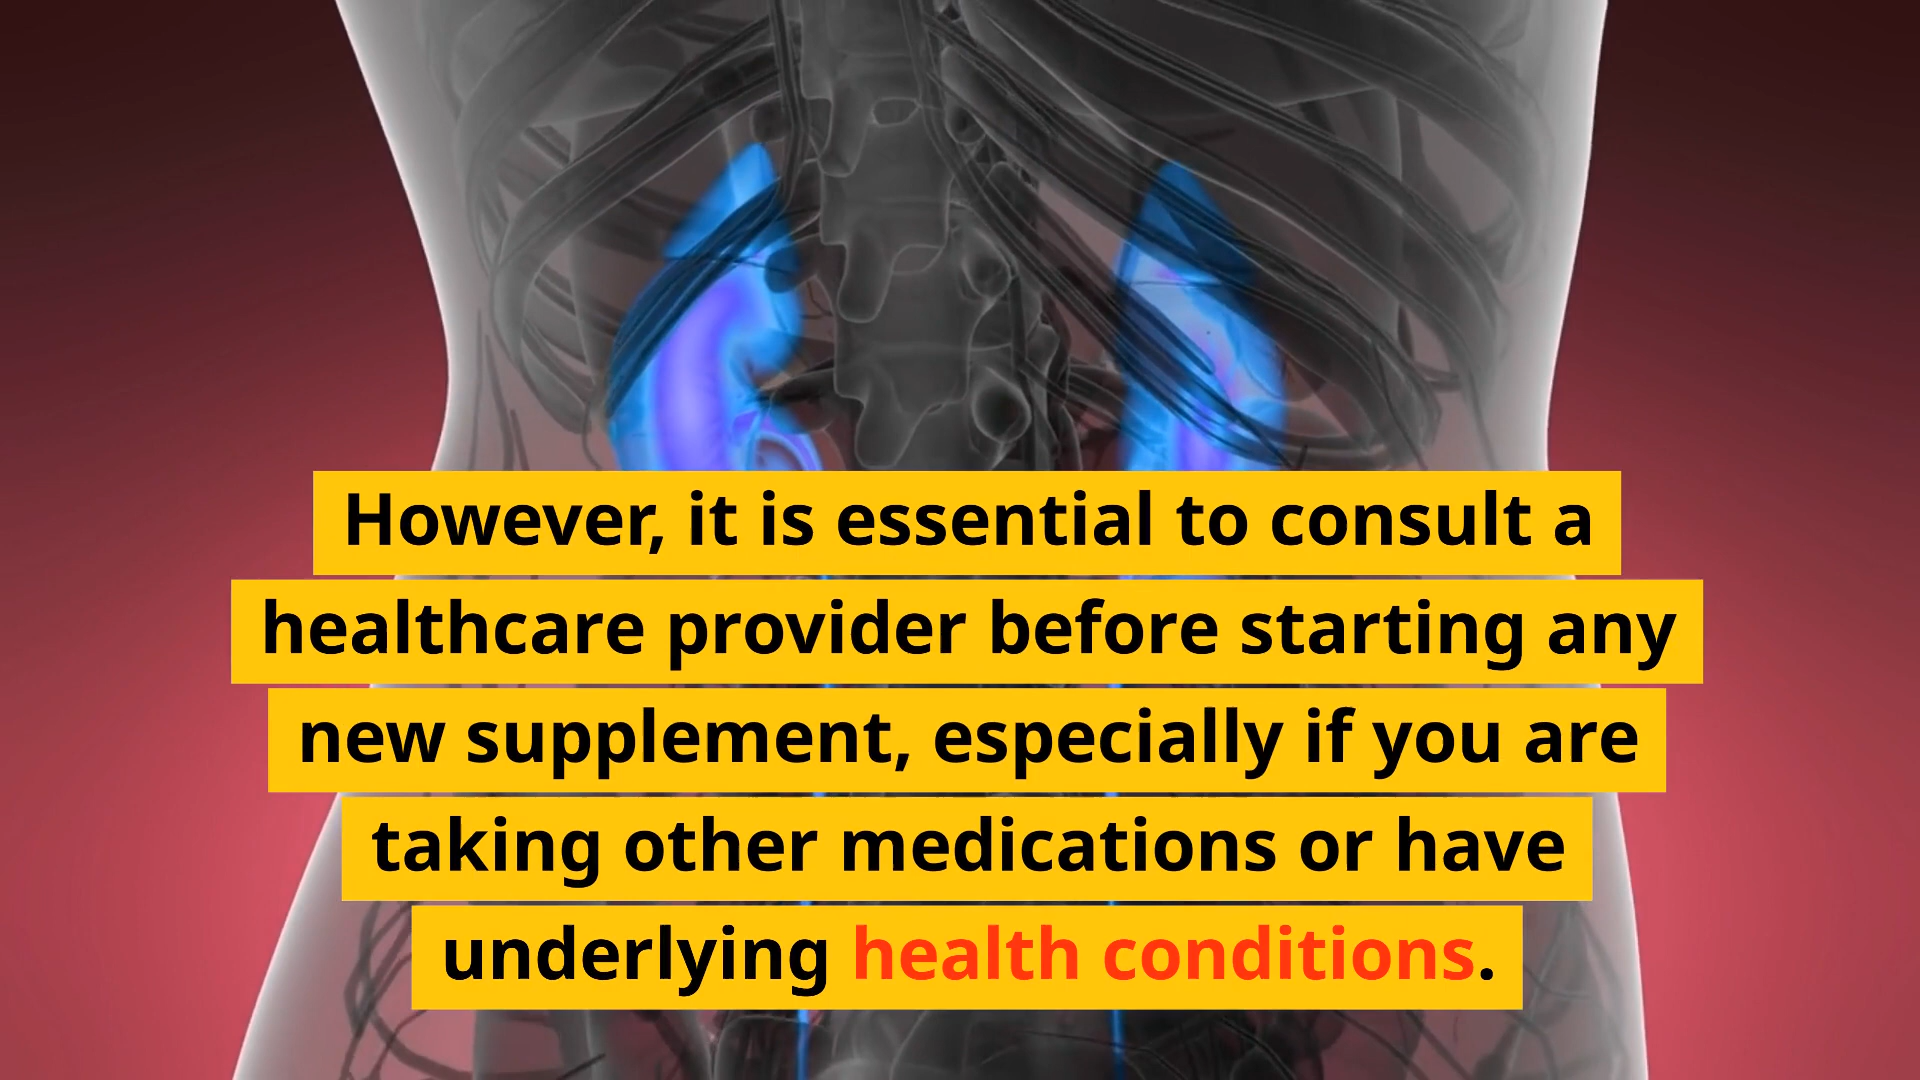 However, it is essential to consult a
healthcare provider before starting any
new supplement, especially if you are
taking other medications or have
underlying health conditions.